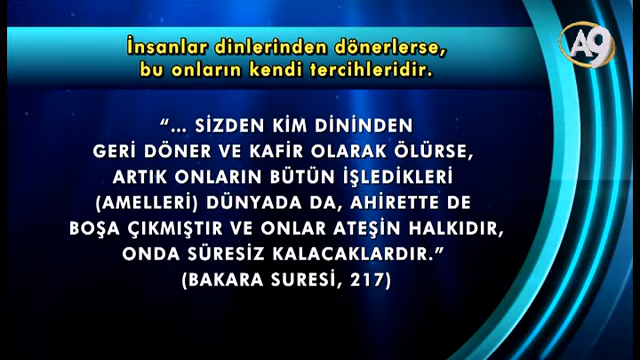 A9
İnsanlar dinlerinden dönerlerse,
bu onların kendi tercihleridir.
“... SİZDEN KİM DİNİNDEN
GERİ DÖNER VE KAFİR OLARAK ÖLÜRSE,
ARTIK ONLARIN BÜTÜN İŞLEDİKLERİ
(AMELLERİ) DÜNYADA DA, AHİRETTE DE
BOŞA ÇIKMIŞTIR VE ONLAR ATEŞİN HALKIDIR,
ONDA SÜRESİZ KALACAKLARDIR.”
(BAKARA SURESİ, 217)